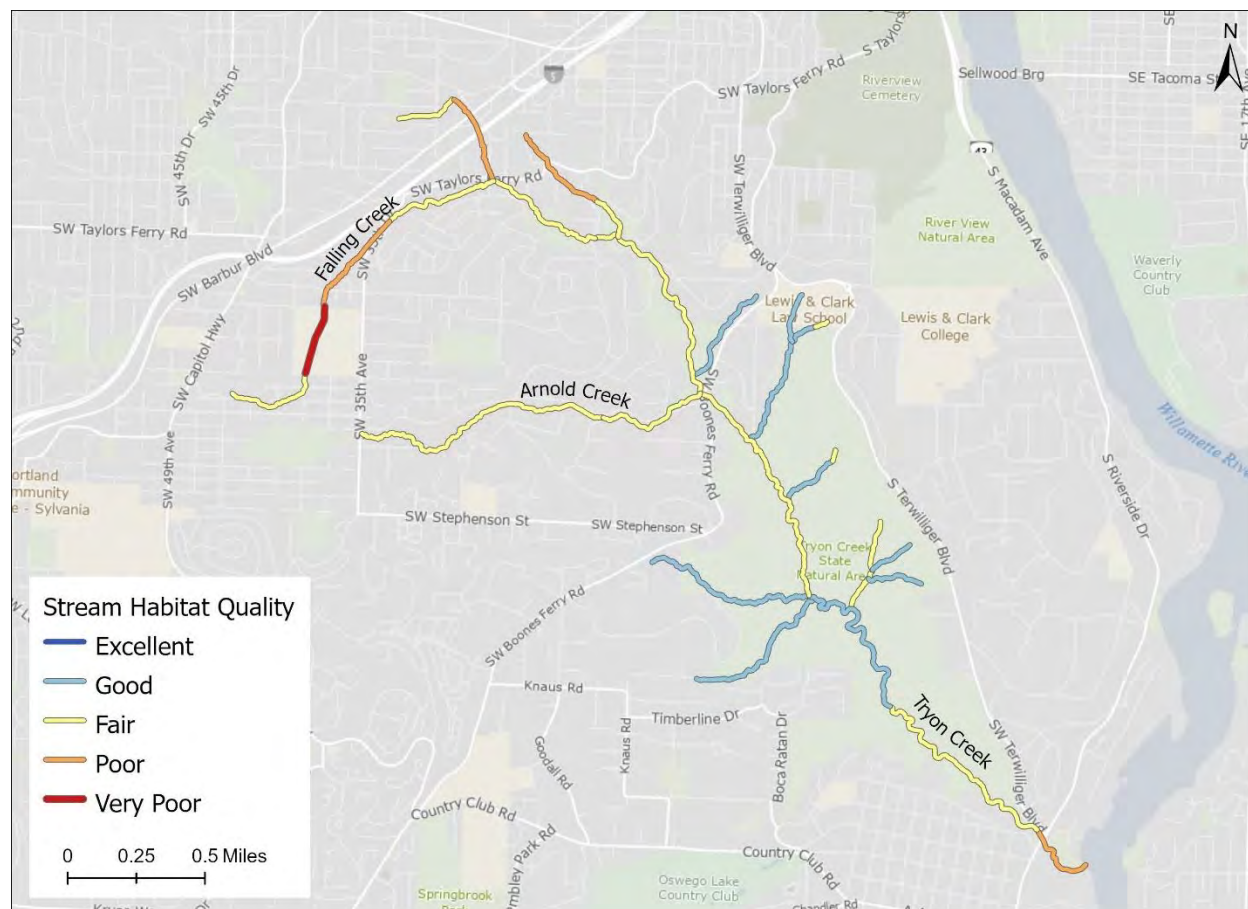 N
SE 17th Ave
S Taylors
SW 45th Dr
SW 45th Dr
5
SW Taylors Ferry Rd
Riverview
Cemetery
Sellwood Brg
SE Tacoma St
43
SW Taylors Ferry Rd
SW Terwilliger Blvd
S Macadam Ave
SW Taylors Ferry Rd
Falling Creek
River View
Natural Area
Waverly
Country
Club
SW Barbur Blvd
Lewis & Clark
Law School
Lewis & Clark
College
SW Capitol Hwy
SW 35th Ave
Arnold Creek
SW Boones Ferry Rd
Willamette River
SW 49th Ave
S Riverside Dr
- Sylvania
SW Stephenson St
SW Stephenson St
S Terwilliger Blvd
Tryon Creek
State
Natural Area
SW Boones Ferry Rd
Stream Habitat Quality
Excellent
Good
Fair
Poor
Very Poor
0 0.25 0.5 Miles
Knaus Rd
Timberline Dr
Goodall Rd
Knaus Rd
Boca Ratan Dr
Tryon Creek
SW Terwilliger Blvd
Country Club Rd
Country Club Rd
Oswego Lake
Country Club
Springbrook
Chandler Rd